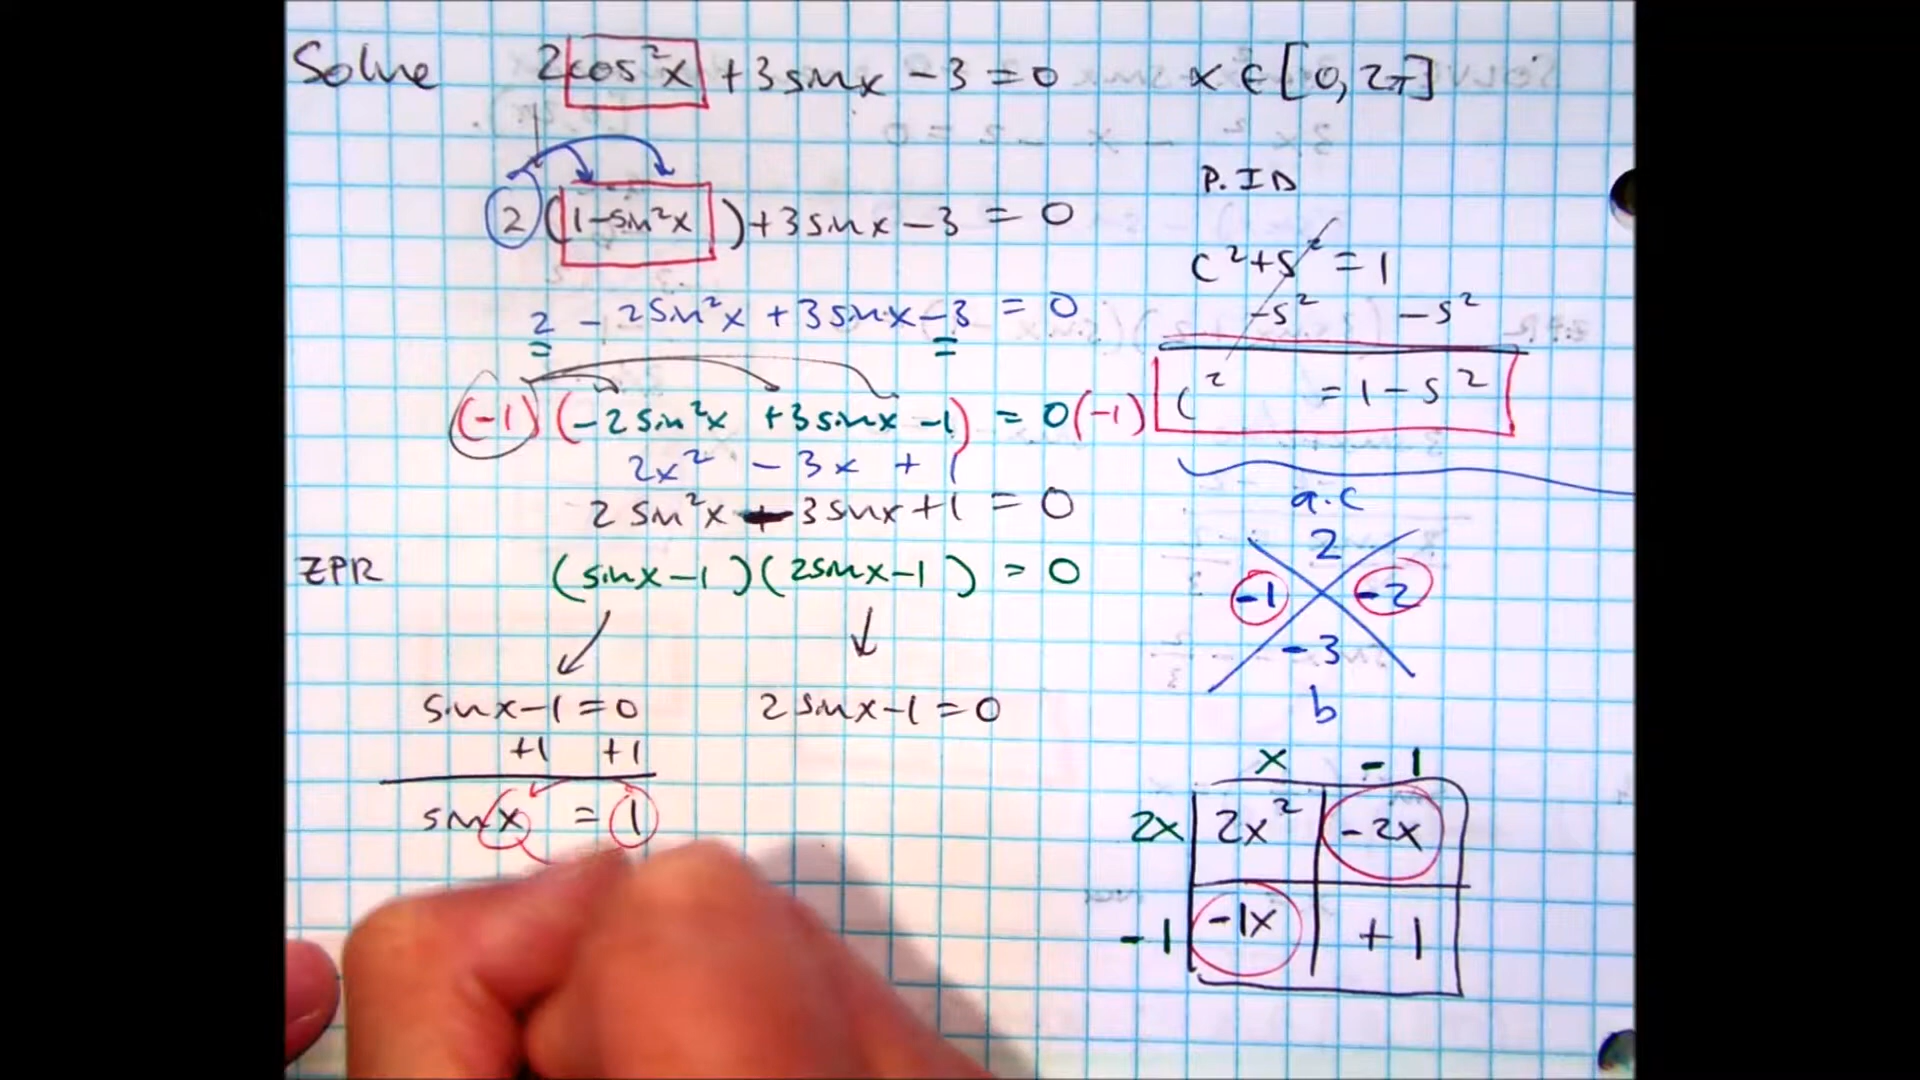 Solve 2cos²x + 3sinx - 3 = 0 x ∈ [0, 2π]
2(1-sin²x) + 3sinx - 3 = 0
2 - 2sin²x + 3sinx - 3 = 0
(-1)(-2sin²x + 3sinx - 1) = 0(-1)
2x² - 3x + 1
2sin²x - 3sinx + 1 = 0
ZPR (sinx - 1)(2sinx - 1) = 0
sinx - 1 = 0 2sinx - 1 = 0
+1 +1
sinx = 1
P. ID
c² + s² = 1
-s² -s²
c² = 1 - s²
a.c
2
-1 -2
-3
b
x -1
2x 2x² -2x
-1 -1x +1